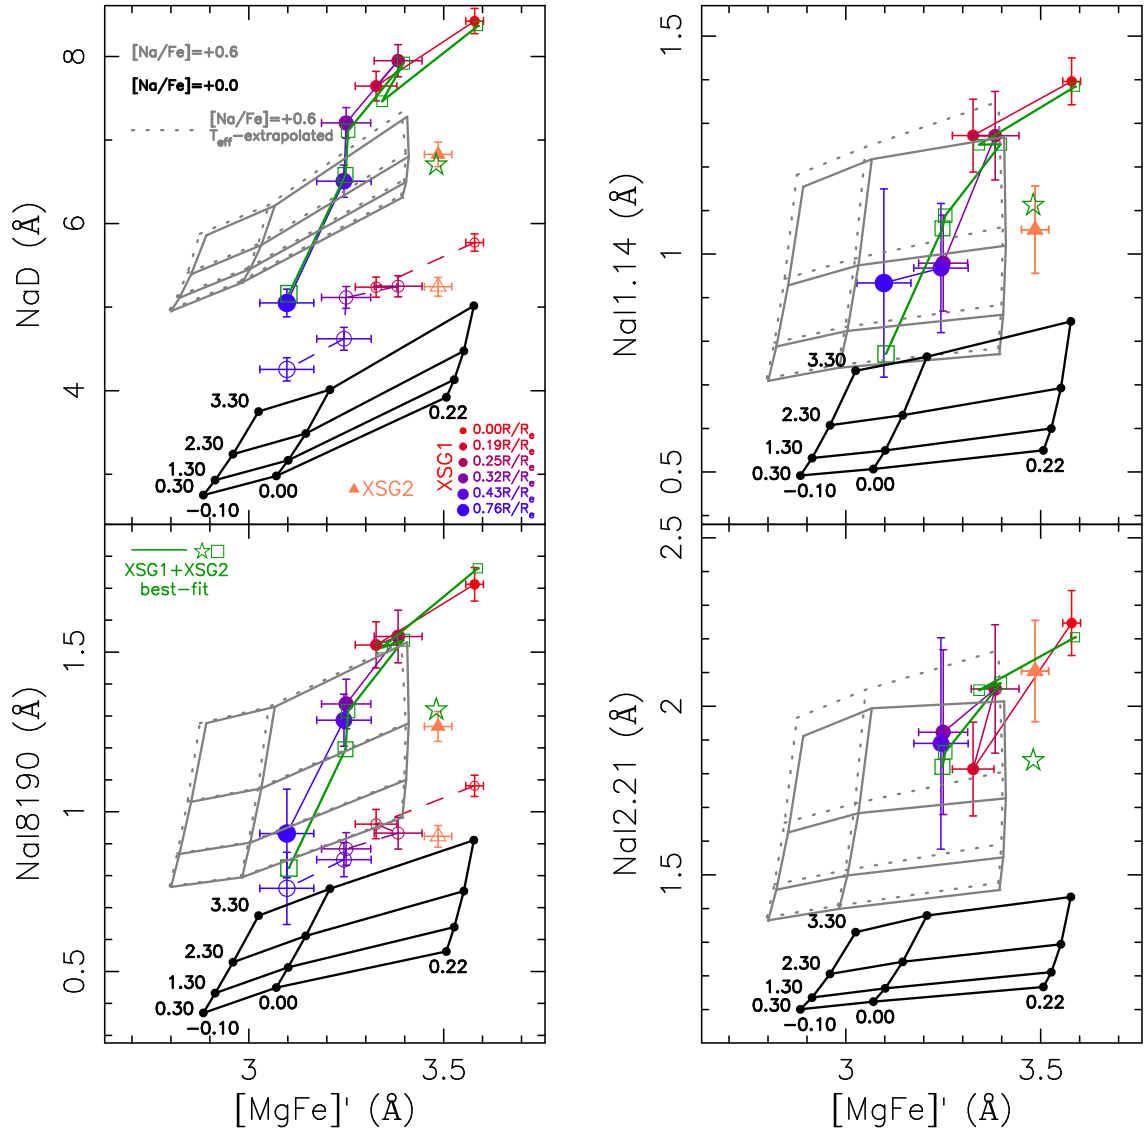 [Na/Fe]=+0.6
[Na/Fe]=+0.0
[Na/Fe]=+0.6
Teff-extrapolated
8
6
4
NaD (Å)
3.30
2.30
1.30
0.30
-0.10
0.00
0.22
XSG1
0.00R/Re
0.19R/Re
0.25R/Re
0.32R/Re
0.43R/Re
0.76R/Re
XSG2
1.5
1
0.5
NaI1.14 (Å)
3.30
2.30
1.30
0.30
-0.10
0.00
0.22
XSG1+XSG2
best-fit
1.5
1
0.5
NaI8190 (Å)
3.30
2.30
1.30
0.30
-0.10
0.00
0.22
3
3.5
[MgFe]' (Å)
2.5
2
1.5
NaI2.21 (Å)
3.30
2.30
1.30
0.30
-0.10
0.00
0.22
3
3.5
[MgFe]' (Å)